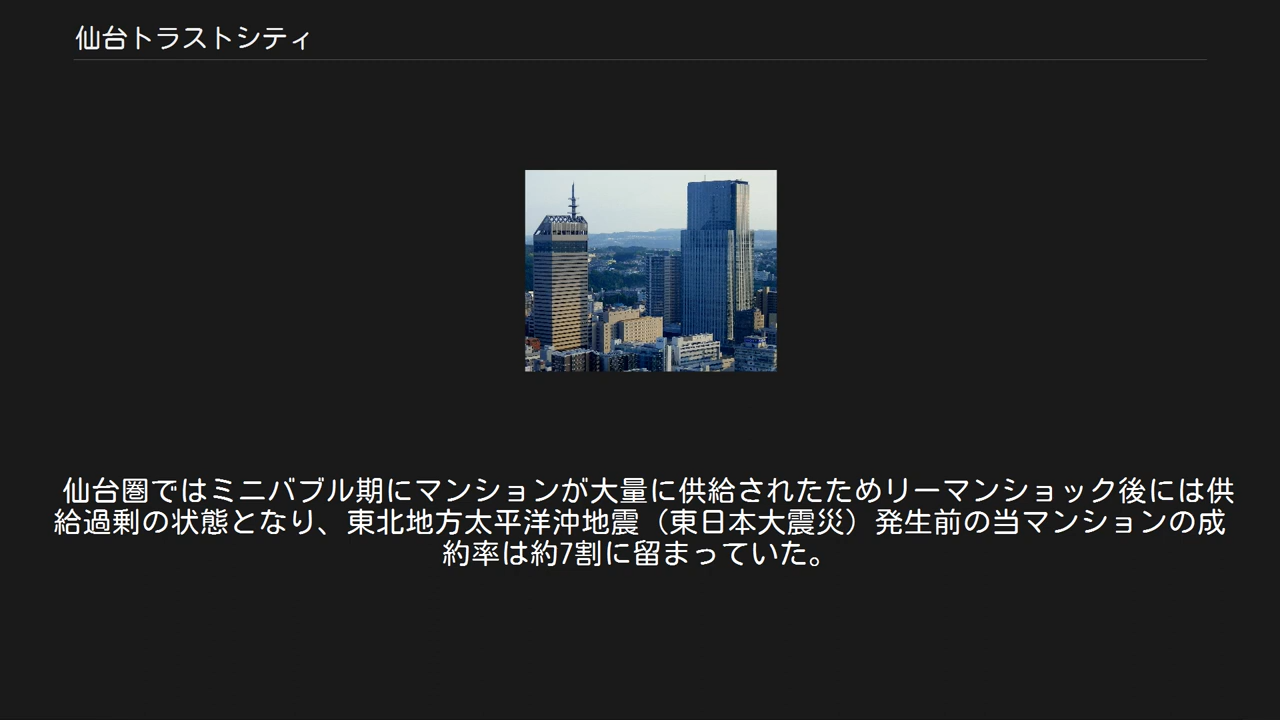 仙台トラストシティ
仙台圏ではミニバブル期にマンションが大量に供給されたためリーマンショック後には供
給過剰の状態となり、東北地方太平洋沖地震（東日本大震災）発生前の当マンションの成
約率は約7割に留まっていた。